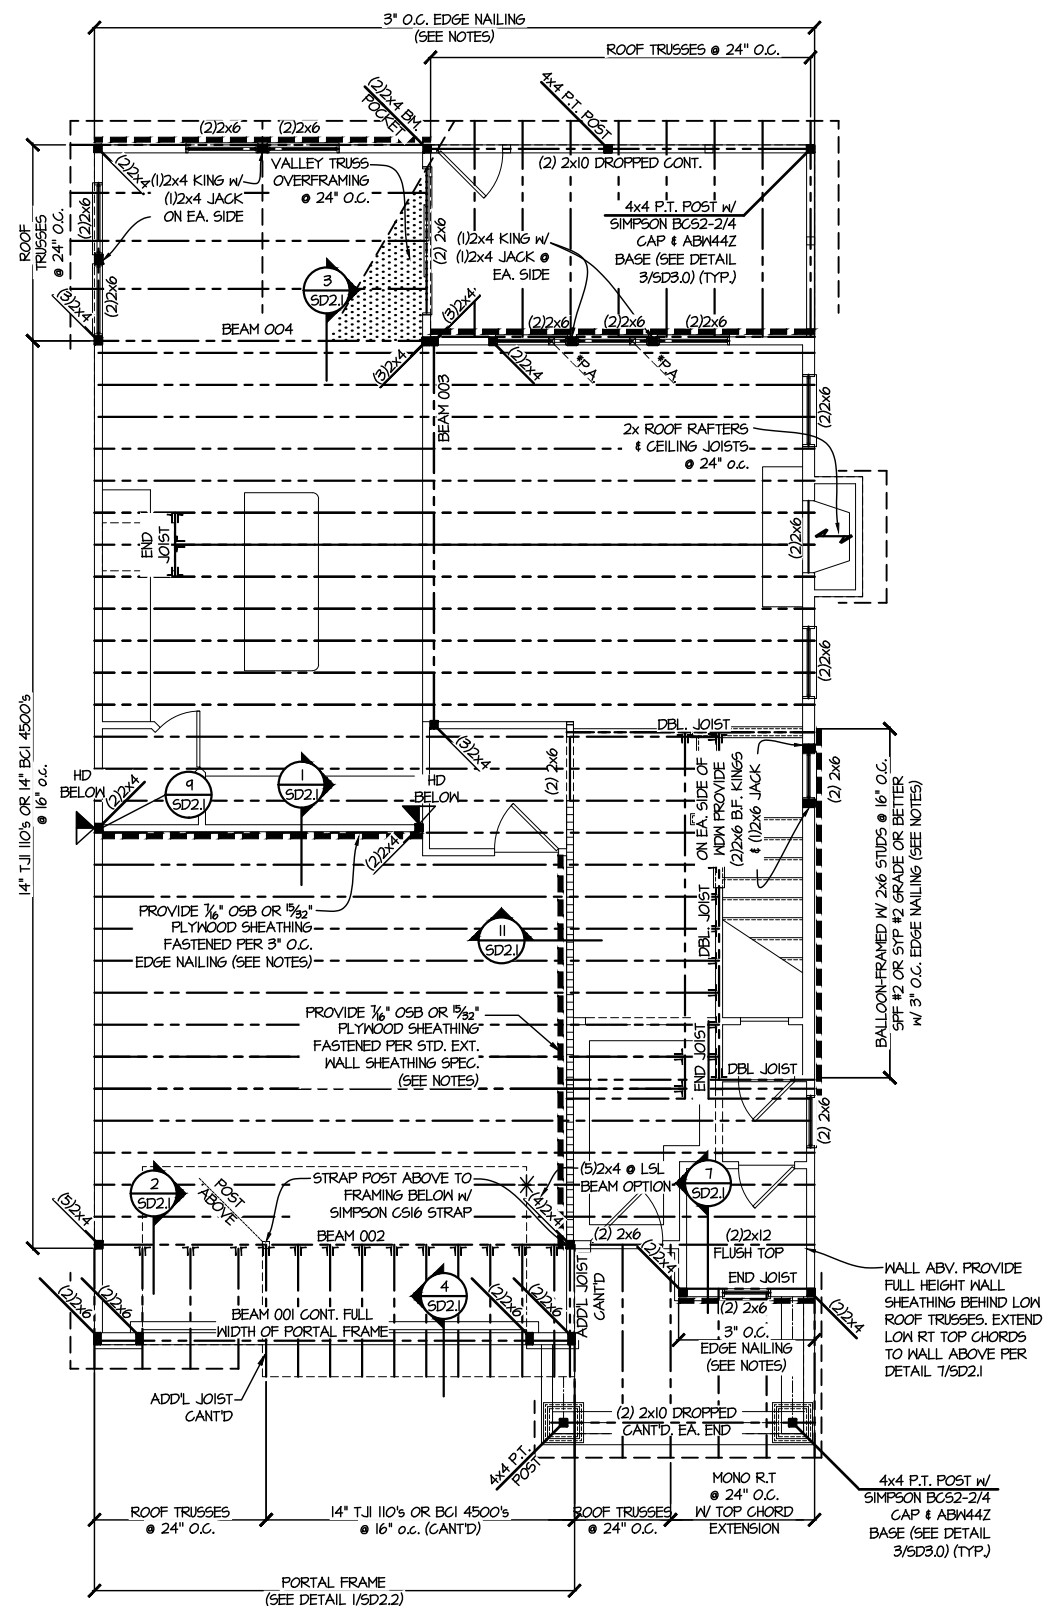 3" O.C. EDGE NAILING
(SEE NOTES)
ROOF TRUSSES @ 24" O.C.
(2)2x4 BM.
POCKET
4x4 P.T. POST
(2)2x6
(2)2x6
(2)2x4
(1)2x4 KING W/
(1)2x4 JACK
ON EA. SIDE
VALLEY TRUSS
OVERFRAMING
@ 24" O.C.
(2) 2x10 DROPPED CONT.
ROOF
TRUSSES
@ 24" O.C.
(2)2x6
(2)2x6
(2) 2x6
4x4 P.T. POST W/
SIMPSON BCS2-2/4
CAP & ABW44Z
BASE (SEE DETAIL
3/SD3.0) (TYP.)
(1)2x4 KING W/
(1)2x4 JACK @
EA. SIDE
3
SD2.1
(3)2x4
(3)2x4
BEAM 004
(2)2x6
(2)2x6
(2)2x6
(3)2x4
(2)2x4
*P.A.
*P.A.
BEAM 003
(2)2x6
2x ROOF RAFTERS
& CEILING JOISTS
@ 24" O.C.
END
JOIST
(2)2x6
(2)2x6
14" TJI 110's OR 14" BCI 4500's
@ 16" O.C.
DBL. JOIST
(3)2x4
(2) 2x6
HD
BELOW
(2)2x4
9
SD2.1
1
SD2.1
HD
BELOW
(2)2x4
ON EA. SIDE OF
WDW PROVIDE
(2)2x6 B.F. KINGS
& (1)2x6 JACK
(2) 2x6
BALLOON-FRAMED W/ 2x6 STUDS @ 16" O.C.
SPF #2 OR SYP #2 GRADE OR BETTER
W/ 3" O.C. EDGE NAILING (SEE NOTES)
PROVIDE 7/16" OSB OR 15/32"
PLYWOOD SHEATHING
FASTENED PER 3" O.C.
EDGE NAILING (SEE NOTES)
11
SD2.1
DBL. JOIST
PROVIDE 7/16" OSB OR 15/32"
PLYWOOD SHEATHING
FASTENED PER STD. EXT.
WALL SHEATHING SPEC.
(SEE NOTES)
END JOIST
DBL JOIST
(2) 2x6
2
SD2.1
POST
ABOVE
STRAP POST ABOVE TO
FRAMING BELOW W/
SIMPSON CS16 STRAP
(5)2x4 @ LSL
BEAM OPTION
(4)2x4
7
SD2.1
(5)2x4
BEAM 002
(2) 2x6
(2)2x4
(2)2x12
FLUSH TOP
END JOIST
(2) 2x6
WALL ABV. PROVIDE
FULL HEIGHT WALL
SHEATHING BEHIND LOW
ROOF TRUSSES. EXTEND
LOW RT TOP CHORDS
TO WALL ABOVE PER
DETAIL 7/SD2.1
(2)2x6
(2)2x6
4
SD2.1
(2)2x6
(2)2x6
ADD'L JOIST
CANT'D
BEAM 001 CONT. FULL
WIDTH OF PORTAL FRAME
(2)2x4
3" O.C.
EDGE NAILING
(SEE NOTES)
ADD'L JOIST
CANT'D
(2) 2x10 DROPPED
CANT'D. EA. END
4x4 P.T.
POST
MONO R.T
@ 24" O.C.
W/ TOP CHORD
EXTENSION
4x4 P.T. POST W/
SIMPSON BCS2-2/4
CAP & ABW44Z
BASE (SEE DETAIL
3/SD3.0) (TYP.)
ROOF TRUSSES
@ 24" O.C.
14" TJI 110's OR BCI 4500's
@ 16" O.C. (CANT'D)
ROOF TRUSSES
@ 24" O.C.
PORTAL FRAME
(SEE DETAIL 1/SD2.2)